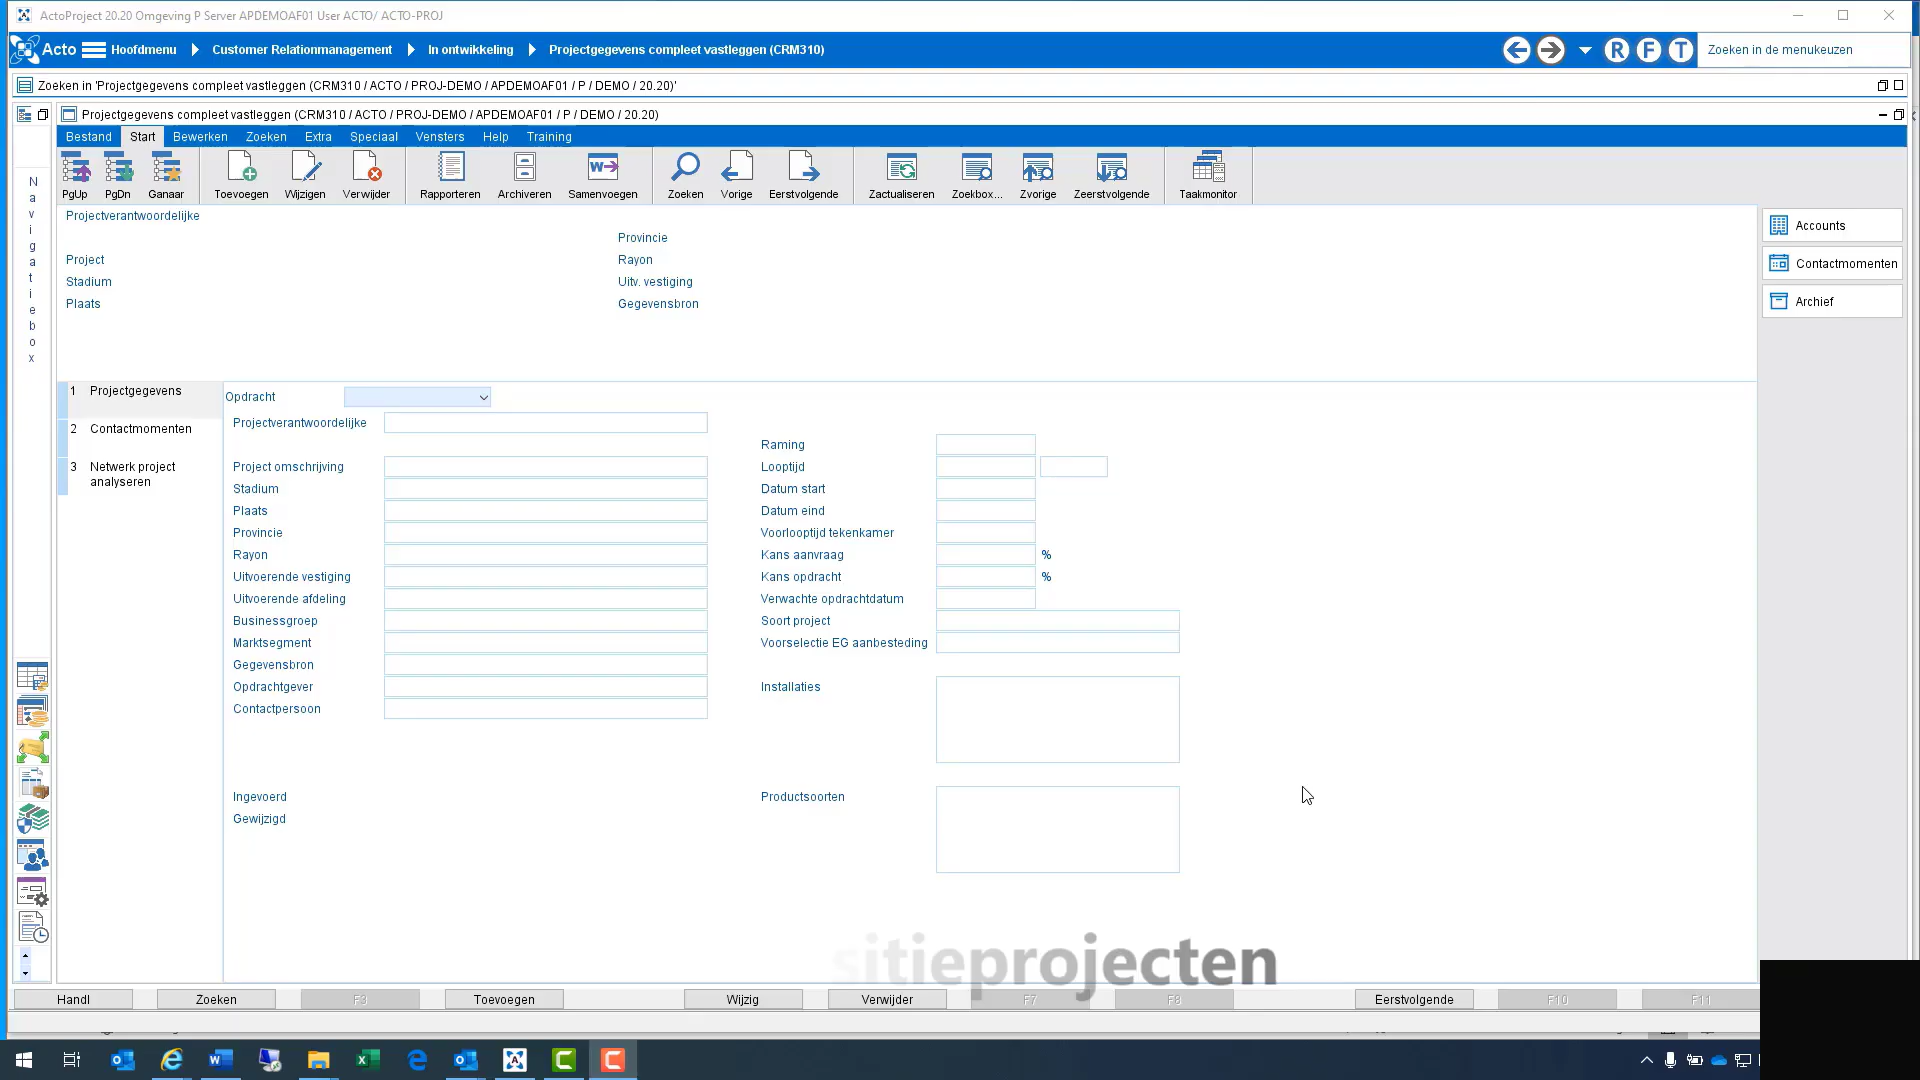 ActoProject 20.20 Omgeving P Server APDEMOAF01 User ACTO/ ACTO-PROJ
Acto Hoofdmenu Customer Relationmanagement In ontwikkeling Projectgegevens compleet vastleggen (CRM310) R F T Zoeken in de menukeuzen
Zoeken in 'Projectgegevens compleet vastleggen (CRM310 / ACTO / PROJ-DEMO / APDEMOAF01 / P / DEMO / 20.20)'
Projectgegevens compleet vastleggen (CRM310 / ACTO / PROJ-DEMO / APDEMOAF01 / P / DEMO / 20.20)
Bestand Start Bewerken Zoeken Extra Speciaal Vensters Help Training
PgUp PgDn Ganaar Toevoegen Wijzigen Verwijder Rapporteren Archiveren Samenvoegen Zoeken Vorige Eerstvolgende Zactualiseren Zoekbox... Zvorige Zeerstvolgende Taakmonitor
Navigatiebox
Projectverantwoordelijke
Provincie
Project Rayon
Stadium Uitv. vestiging
Plaats Gegevensbron
Accounts
Contactmomenten
Archief
1 Projectgegevens
2 Contactmomenten
3 Netwerk project
analyseren
Opdracht
Projectverantwoordelijke
Raming
Project omschrijving Looptijd
Stadium Datum start
Plaats Datum eind
Provincie Voorlooptijd tekenkamer
Rayon Kans aanvraag %
Uitvoerende vestiging Kans opdracht %
Uitvoerende afdeling Verwachte opdrachtdatum
Businessgroep Soort project
Marktsegment Voorselectie EG aanbesteding
Gegevensbron
Opdrachtgever Installaties
Contactpersoon
Ingevoerd Productsoorten
Gewijzigd
sitieprojecten
Handl Zoeken F3 Toevoegen Wijzig Verwijder F7 F8 Eerstvolgende F10 F11